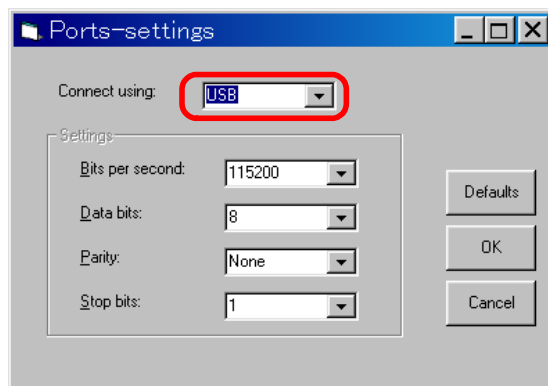 Ports-settings
Connect using: USB
Settings
Bits per second: 115200
Data bits: 8
Parity: None
Stop bits: 1
Defaults
OK
Cancel